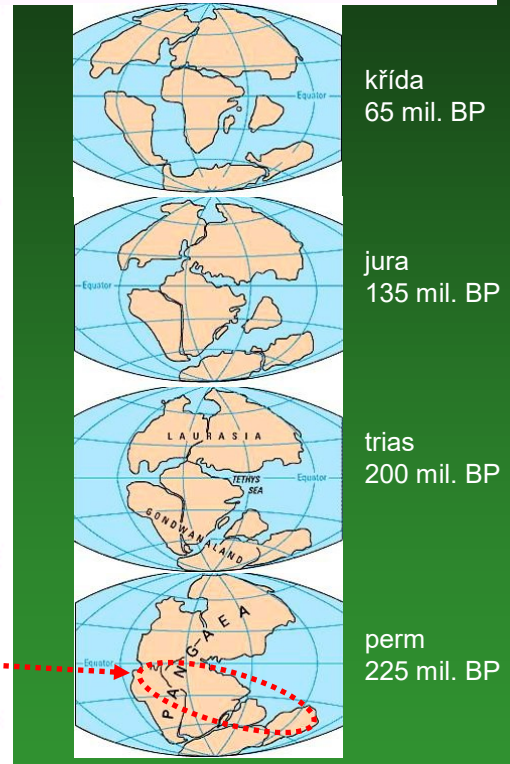 Equator
křída
65 mil. BP
Equator
jura
135 mil. BP
LAURASIA
TETHYS
SEA
Equator
GONDWANALAND
trias
200 mil. BP
PANGAEA
Equator
perm
225 mil. BP